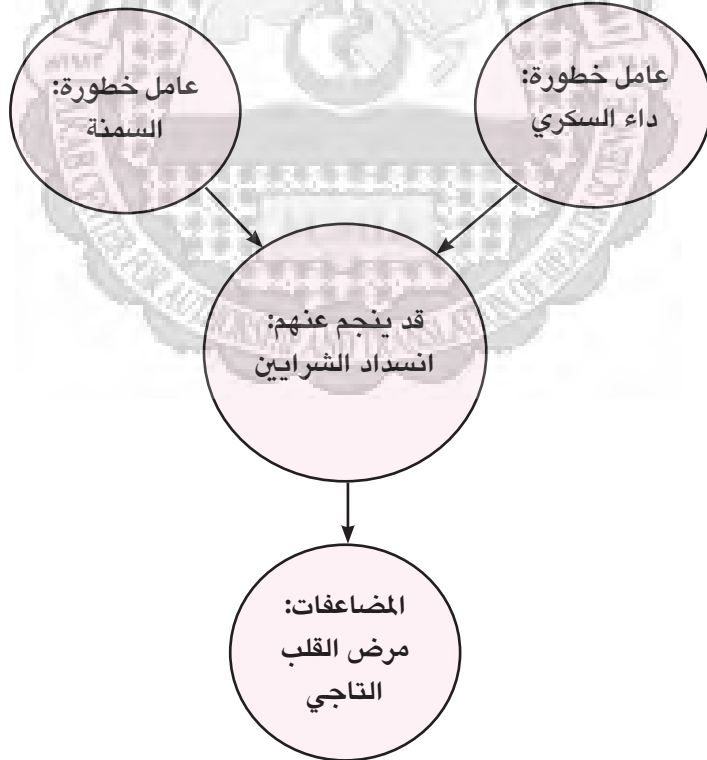 عامل خطورة:
داء السكري
عامل خطورة:
السمنة
قد ينجم عنهم:
انسداد الشرايين
المضاعفات:
مرض القلب
التاجي